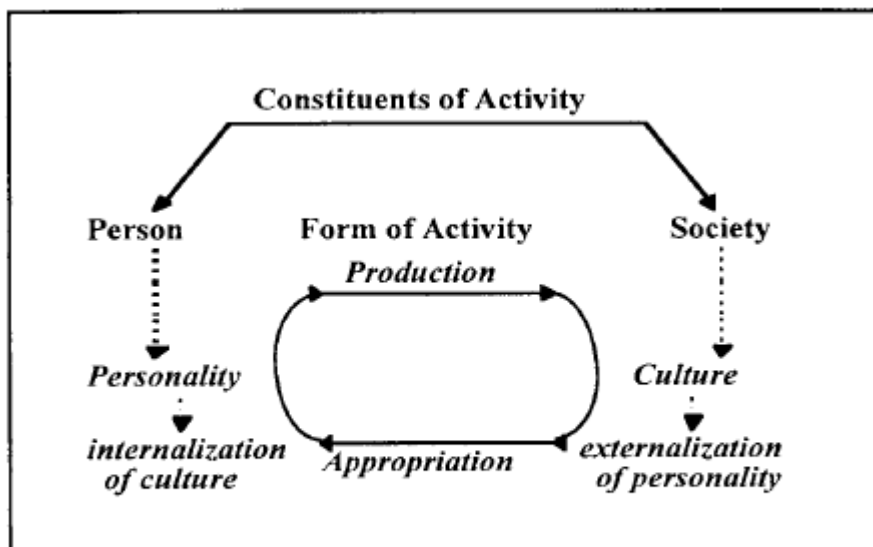 Constituents of Activity
Person
Form of Activity
Society
Production
Personality
Culture
internalization
of culture
Appropriation
externalization
of personality